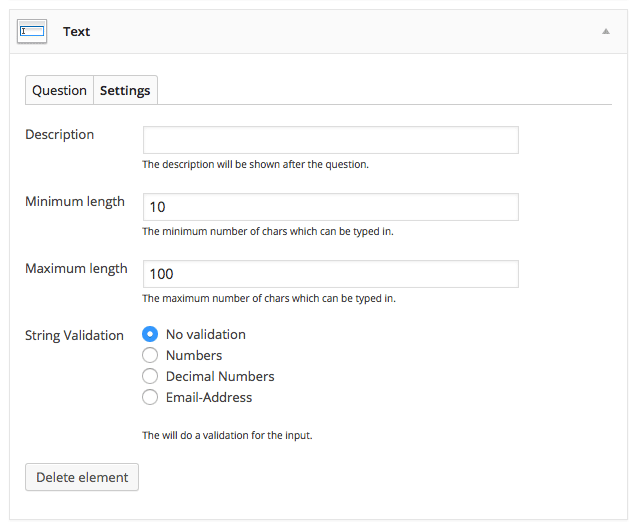 Text
Question Settings
Description
The description will be shown after the question.
Minimum length 10
The minimum number of chars which can be typed in.
Maximum length 100
The maximum number of chars which can be typed in.
String Validation No validation
Numbers
Decimal Numbers
Email-Address
The will do a validation for the input.
Delete element